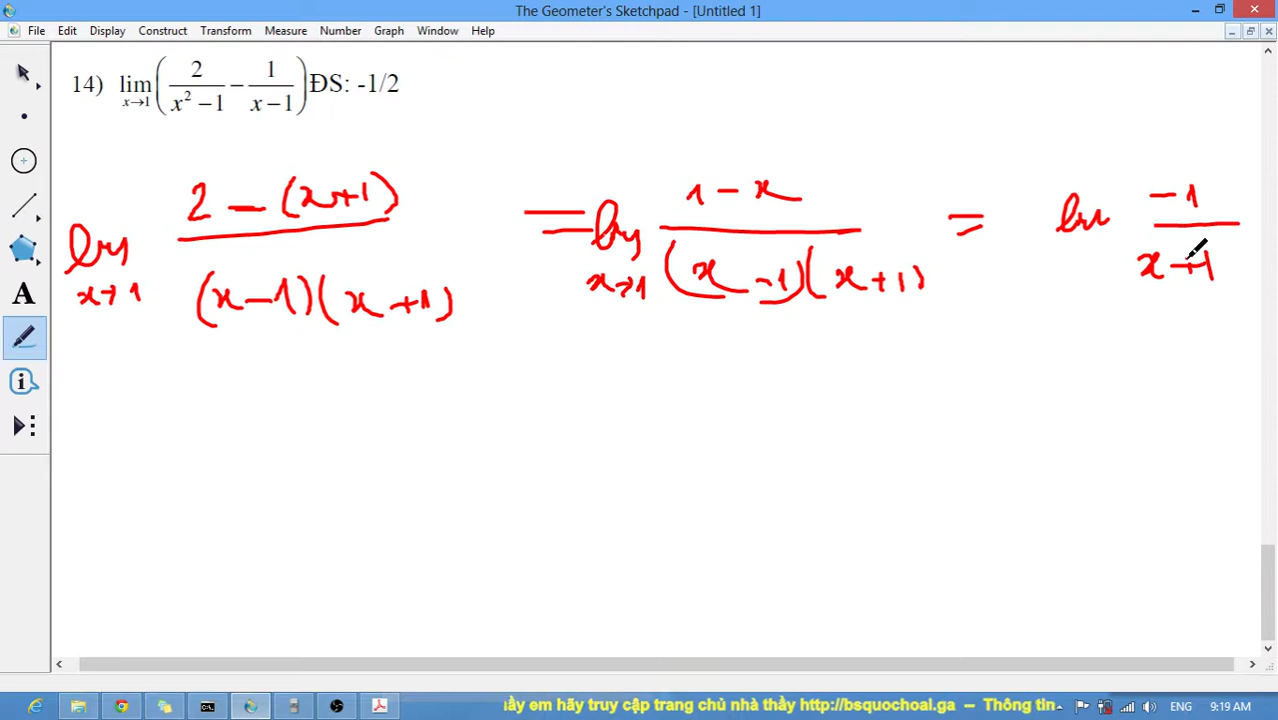 The Geometer's Sketchpad - [Untitled 1]
File Edit Display Construct Transform Measure Number Graph Window Help
14) lim x→1 ( 2/(x² − 1) − 1/(x − 1) ) ĐS: -1/2
lim x→1 (2 − (x+1))/((x−1)(x+1)) = lim x→1 (1 − x)/((x −1)(x+1)) = lim −1/(x+1)
A
ầy em hãy truy cập trang chủ nhà thầy http://bsquochoai.ga -- Thông tin
ENG 9:19 AM